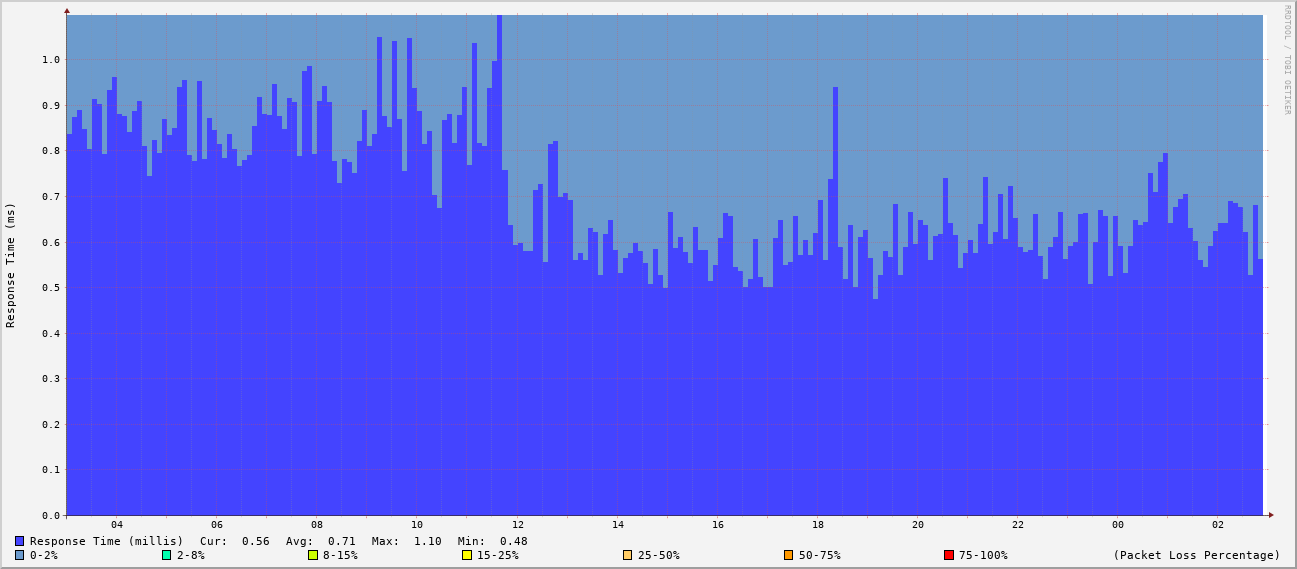 RRDTOOL / TOBI OETIKER
Response Time (ms)
1.0
0.9
0.8
0.7
0.6
0.5
0.4
0.3
0.2
0.1
0.0
04 06 08 10 12 14 16 18 20 22 00 02
Response Time (millis) Cur: 0.56 Avg: 0.71 Max: 1.10 Min: 0.48
0-2% 2-8% 8-15% 15-25% 25-50% 50-75% 75-100% (Packet Loss Percentage)